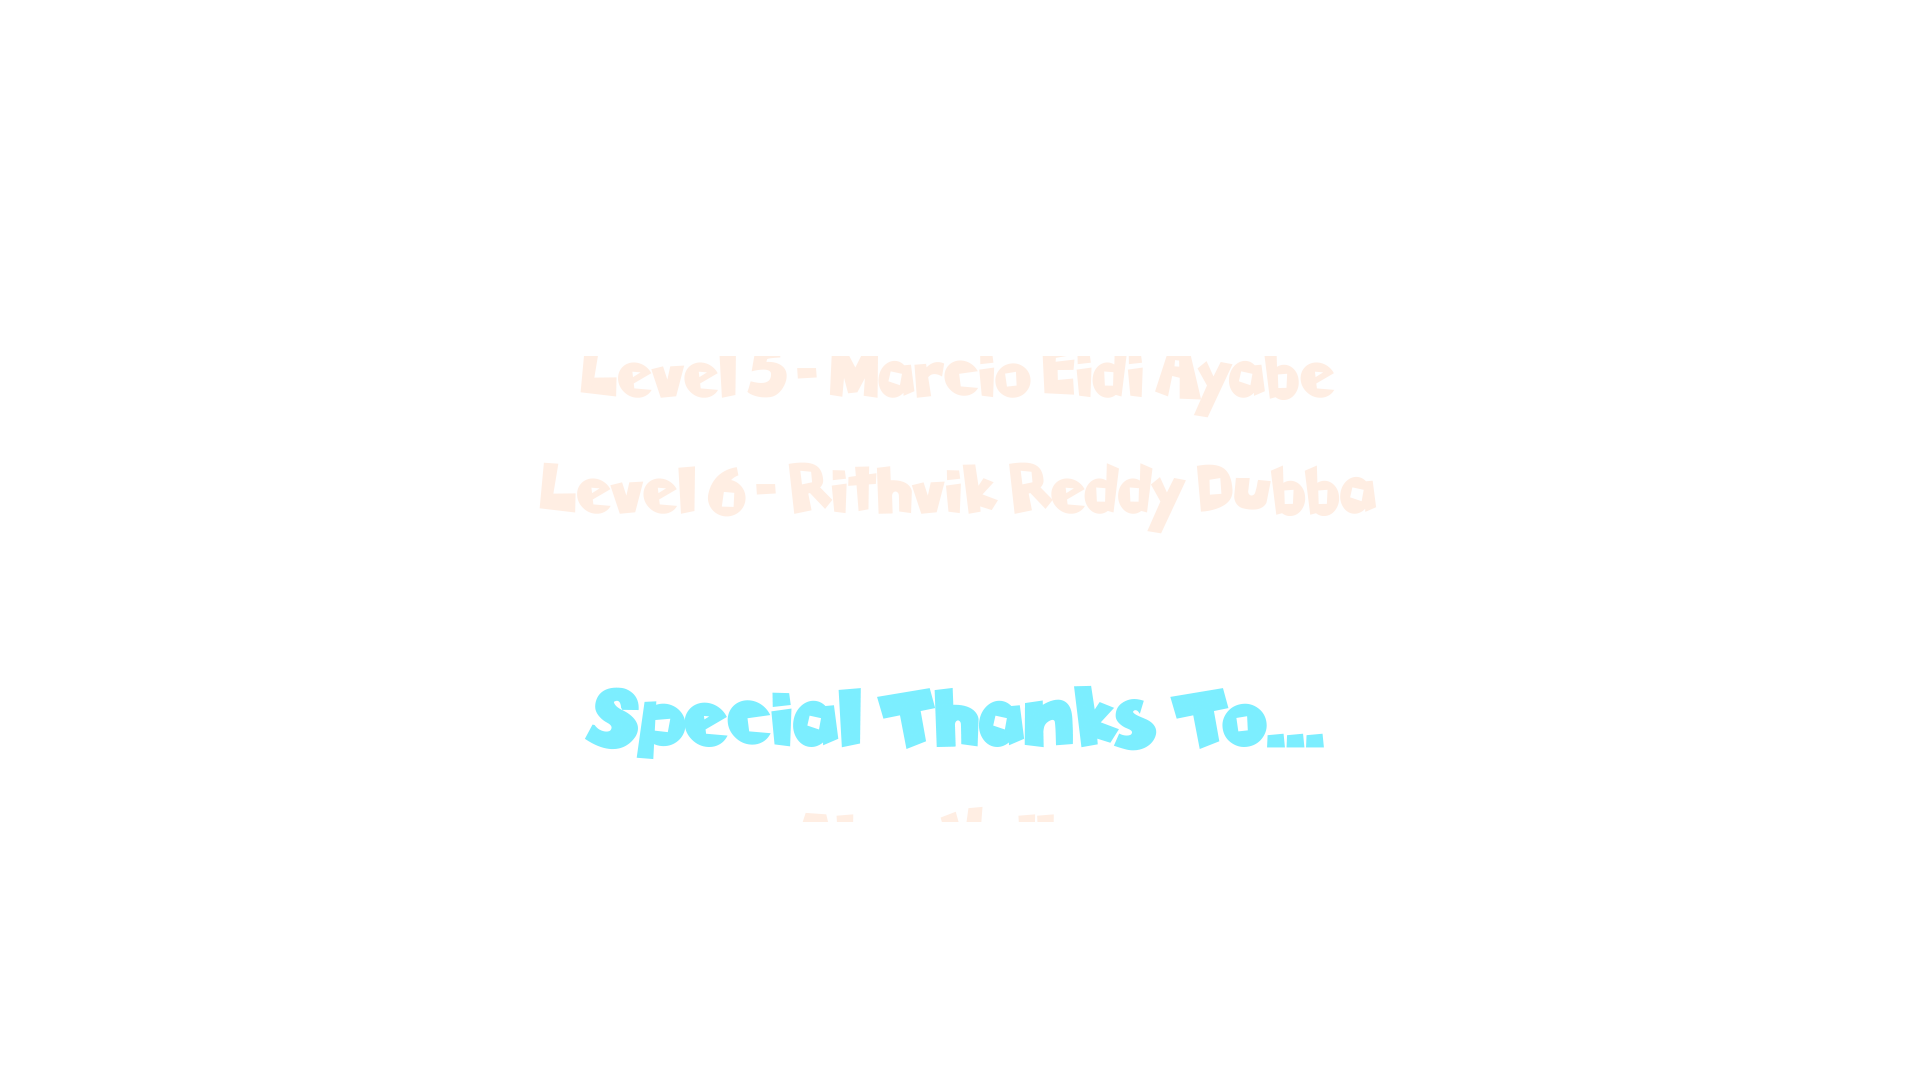 Level 5 - Marcio Eidi Ayabe
Level 6 - Rithvik Reddy Dubba
Special Thanks To...